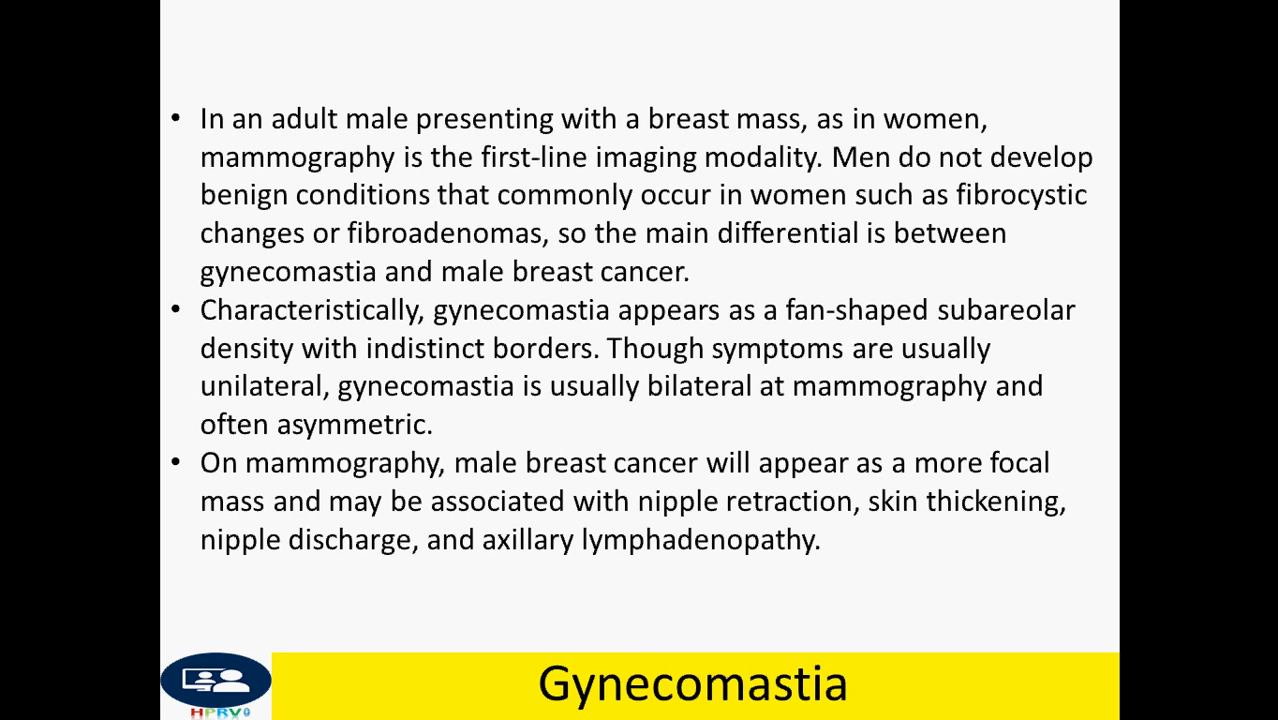 • In an adult male presenting with a breast mass, as in women,
mammography is the first-line imaging modality. Men do not develop
benign conditions that commonly occur in women such as fibrocystic
changes or fibroadenomas, so the main differential is between
gynecomastia and male breast cancer.
• Characteristically, gynecomastia appears as a fan-shaped subareolar
density with indistinct borders. Though symptoms are usually
unilateral, gynecomastia is usually bilateral at mammography and
often asymmetric.
• On mammography, male breast cancer will appear as a more focal
mass and may be associated with nipple retraction, skin thickening,
nipple discharge, and axillary lymphadenopathy.
Gynecomastia